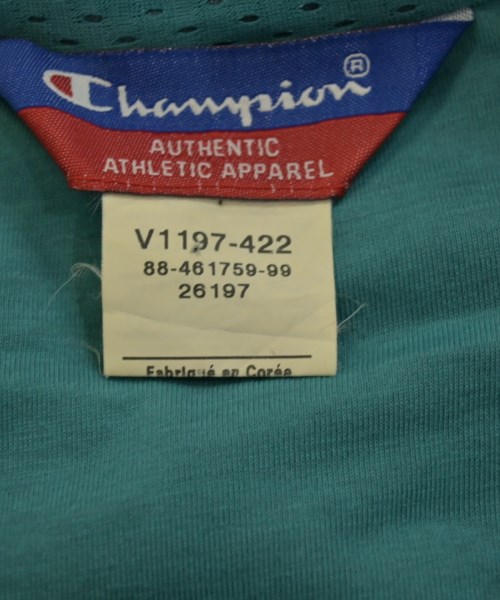 Champion®
AUTHENTIC
ATHLETIC APPAREL
V1197-422
88-461759-99
26197
Fabriqué en Corée